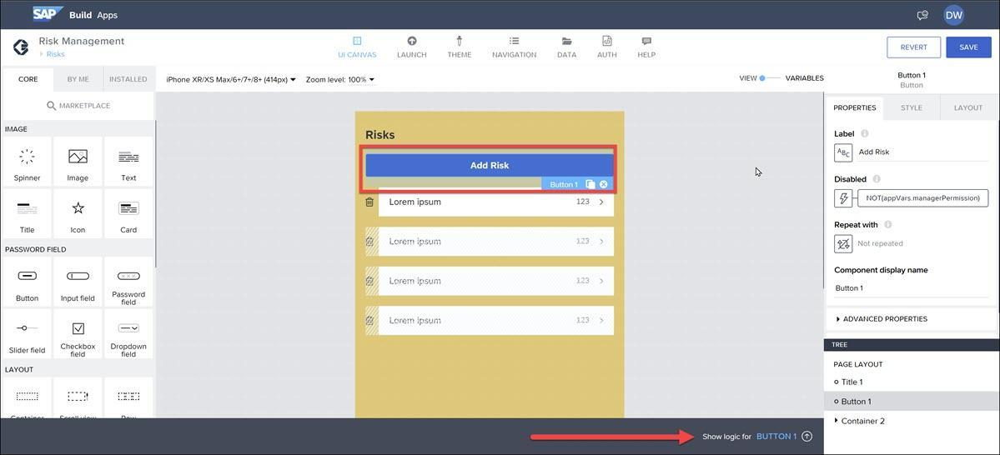 SAP Build Apps
DW
Risk Management
Risks
UI CANVAS
LAUNCH
THEME
NAVIGATION
DATA
AUTH
HELP
REVERT
SAVE
CORE
BY ME
INSTALLED
iPhone XR/XS Max/6+/7+/8+ (414px)
Zoom level: 100%
VIEW
VARIABLES
Button 1
Button
MARKETPLACE
PROPERTIES
STYLE
LAYOUT
IMAGE
Spinner
Image
Text
Title
Icon
Card
PASSWORD FIELD
Button
Input field
Password
field
Slider field
Checkbox
field
Dropdown
field
LAYOUT
Container
Scroll view
Row
Risks
Add Risk
Button 1
Lorem ipsum 123
Lorem ipsum 123
Lorem ipsum 123
Lorem ipsum 123
Label
ABC
Add Risk
Disabled
NOT(appVars.managerPermission)
Repeat with
Not repeated
Component display name
Button 1
ADVANCED PROPERTIES
TREE
PAGE LAYOUT
Title 1
Button 1
Container 2
Show logic for BUTTON 1